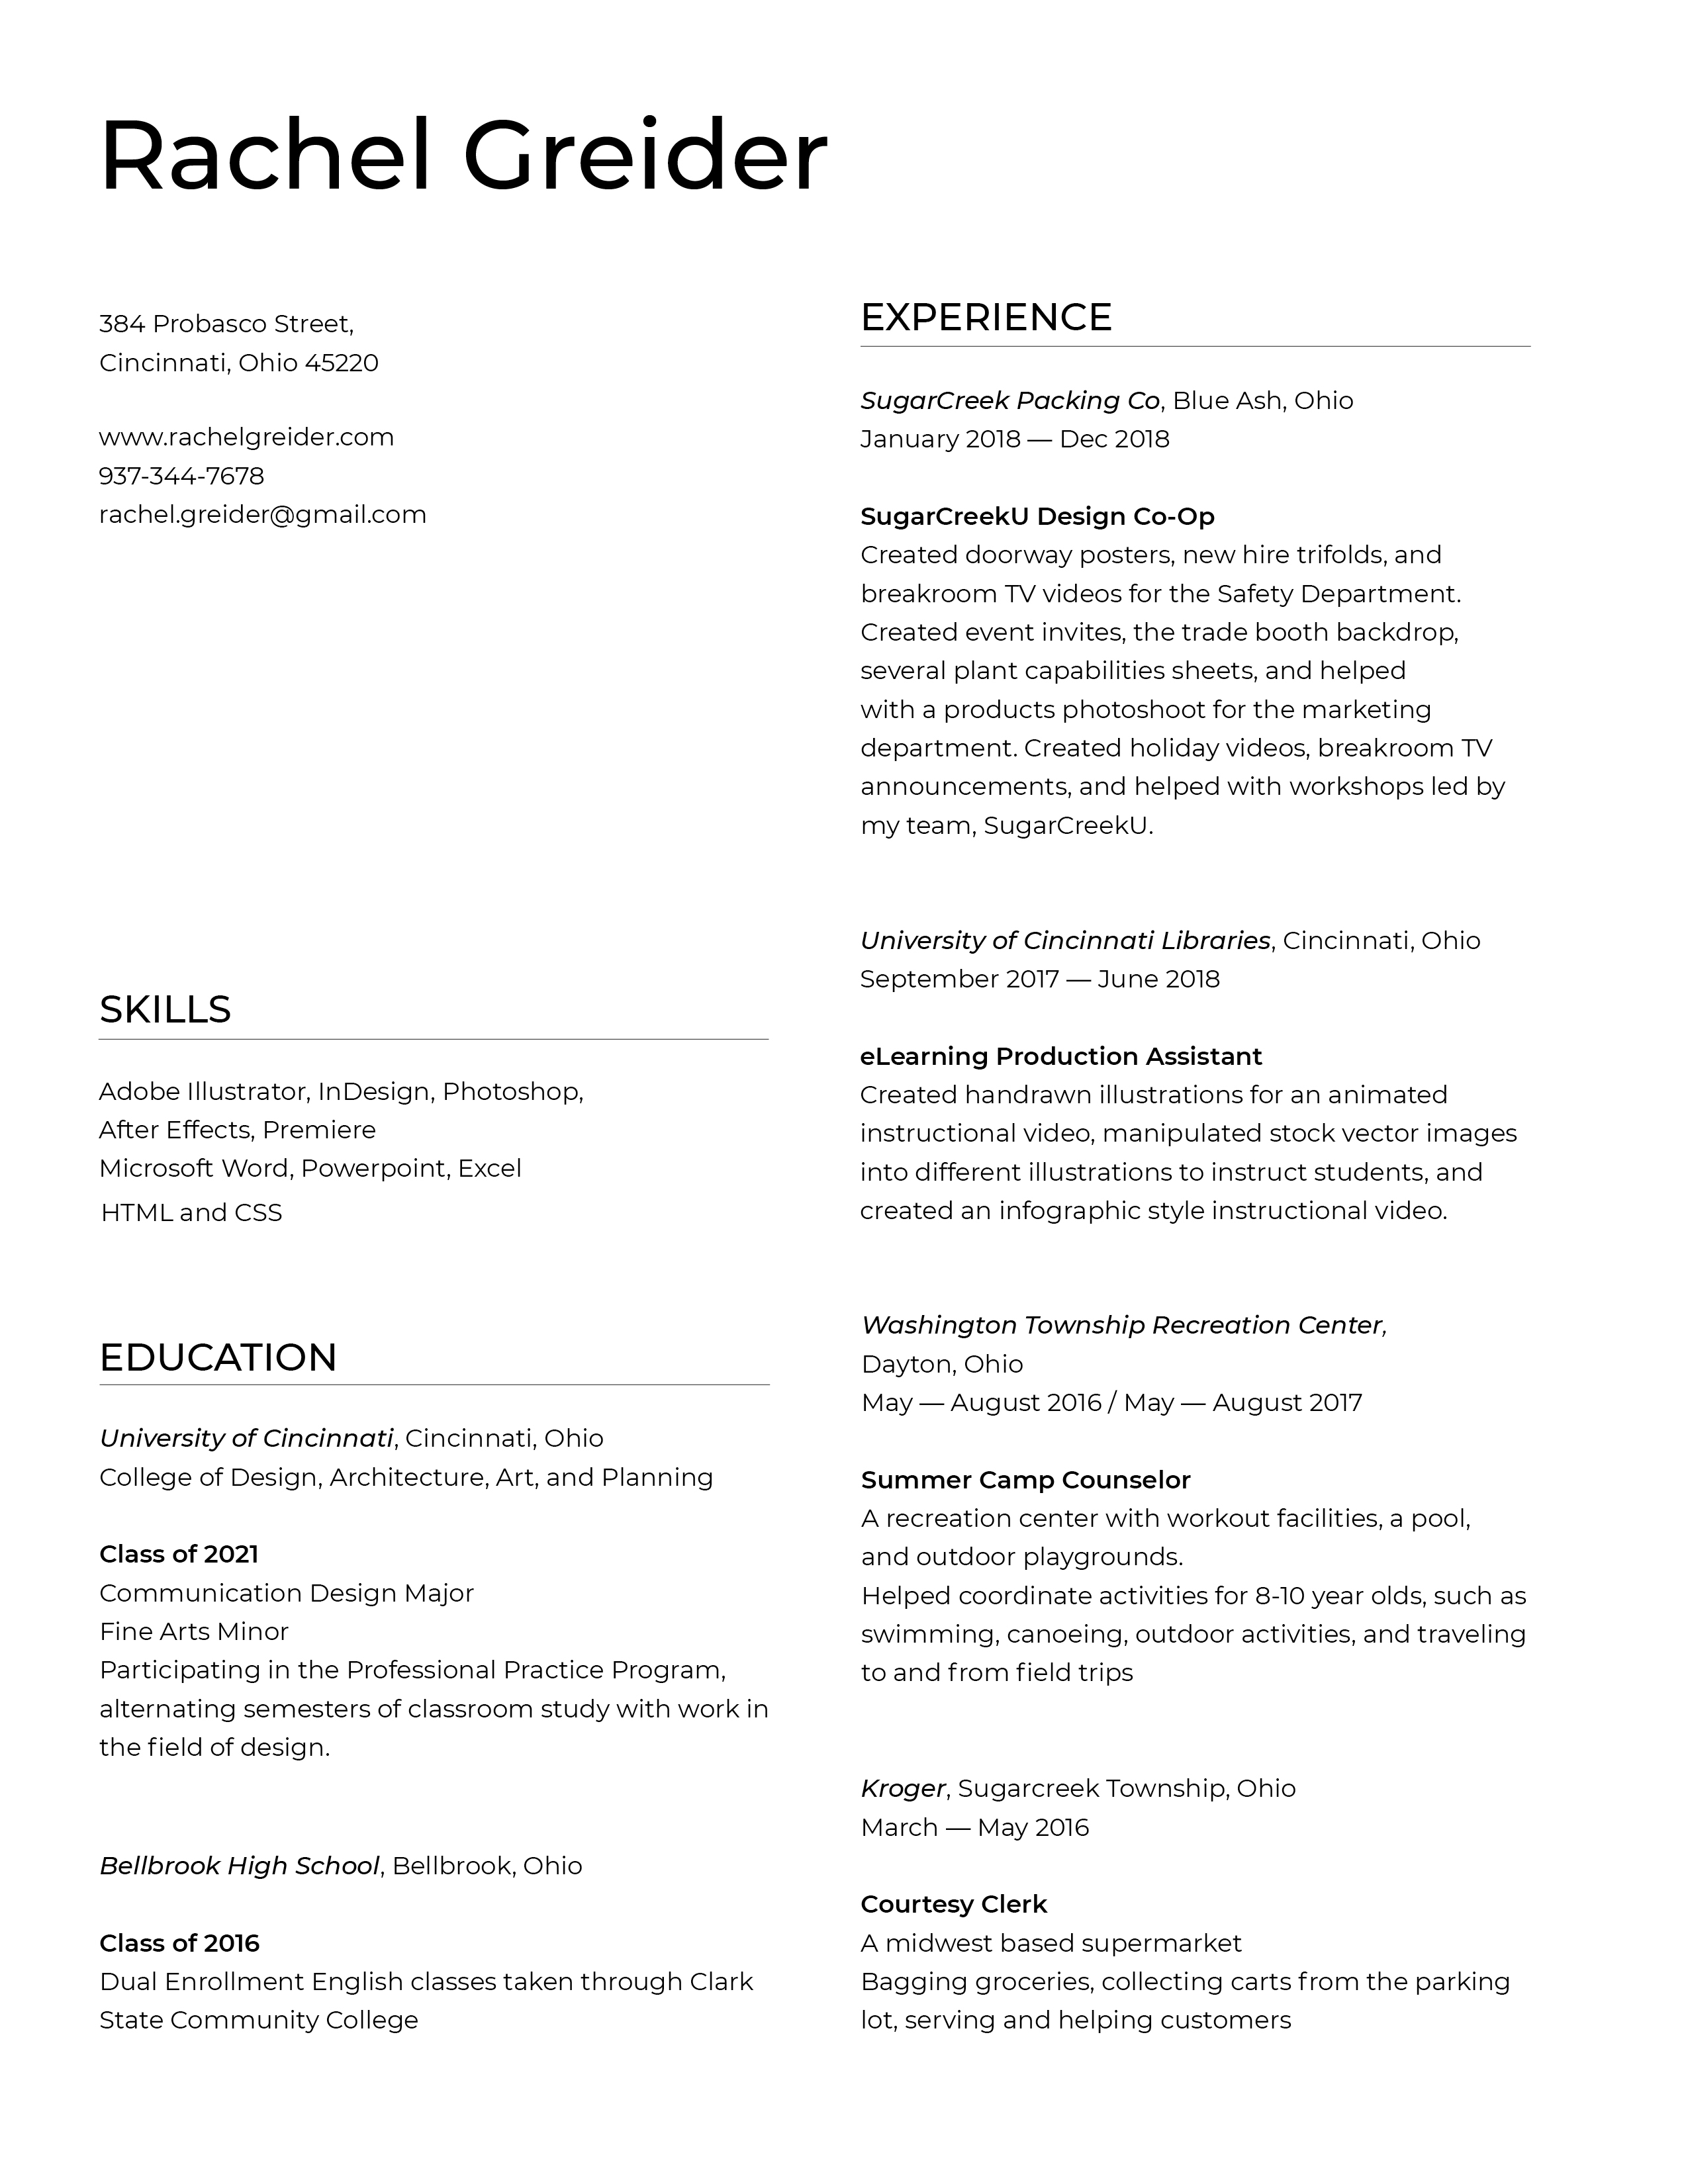 Rachel Greider
384 Probasco Street,
Cincinnati, Ohio 45220
www.rachelgreider.com
937-344-7678
rachel.greider@gmail.com
SKILLS
Adobe Illustrator, InDesign, Photoshop,
After Effects, Premiere
Microsoft Word, Powerpoint, Excel
HTML and CSS
EDUCATION
University of Cincinnati, Cincinnati, Ohio
College of Design, Architecture, Art, and Planning
Class of 2021
Communication Design Major
Fine Arts Minor
Participating in the Professional Practice Program,
alternating semesters of classroom study with work in
the field of design.
Bellbrook High School, Bellbrook, Ohio
Class of 2016
Dual Enrollment English classes taken through Clark
State Community College
EXPERIENCE
SugarCreek Packing Co, Blue Ash, Ohio
January 2018 — Dec 2018
SugarCreekU Design Co-Op
Created doorway posters, new hire trifolds, and
breakroom TV videos for the Safety Department.
Created event invites, the trade booth backdrop,
several plant capabilities sheets, and helped
with a products photoshoot for the marketing
department. Created holiday videos, breakroom TV
announcements, and helped with workshops led by
my team, SugarCreekU.
University of Cincinnati Libraries, Cincinnati, Ohio
September 2017 — June 2018
eLearning Production Assistant
Created handrawn illustrations for an animated
instructional video, manipulated stock vector images
into different illustrations to instruct students, and
created an infographic style instructional video.
Washington Township Recreation Center,
Dayton, Ohio
May — August 2016 / May — August 2017
Summer Camp Counselor
A recreation center with workout facilities, a pool,
and outdoor playgrounds.
Helped coordinate activities for 8-10 year olds, such as
swimming, canoeing, outdoor activities, and traveling
to and from field trips
Kroger, Sugarcreek Township, Ohio
March — May 2016
Courtesy Clerk
A midwest based supermarket
Bagging groceries, collecting carts from the parking
lot, serving and helping customers